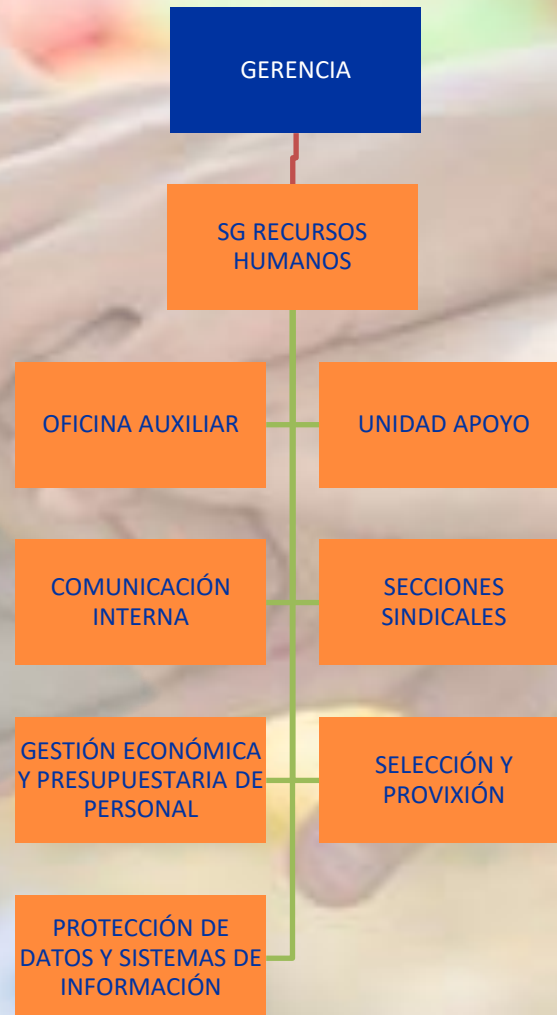 GERENCIA
SG RECURSOS
HUMANOS
OFICINA AUXILIAR
UNIDAD APOYO
COMUNICACIÓN
INTERNA
SECCIONES
SINDICALES
GESTIÓN ECONÓMICA
Y PRESUPUESTARIA DE
PERSONAL
SELECCIÓN Y
PROVIXIÓN
PROTECCIÓN DE
DATOS Y SISTEMAS DE
INFORMACIÓN